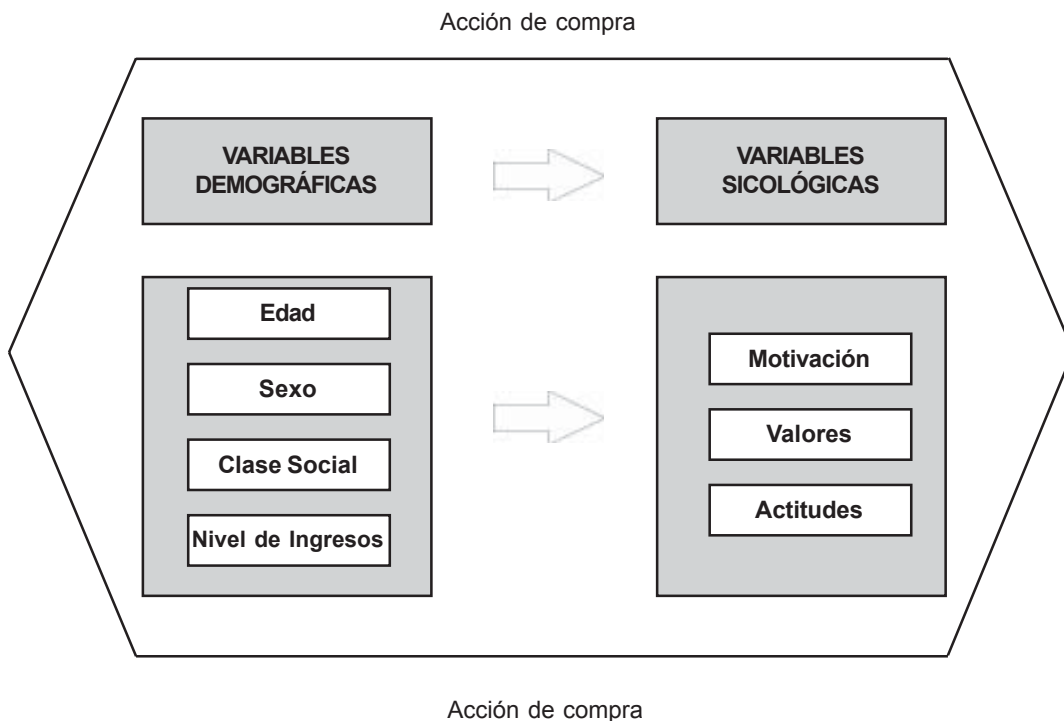 Acción de compra
VARIABLES
DEMOGRÁFICAS
VARIABLES
SICOLÓGICAS
Edad
Sexo
Clase Social
Nivel de Ingresos
Motivación
Valores
Actitudes
Acción de compra